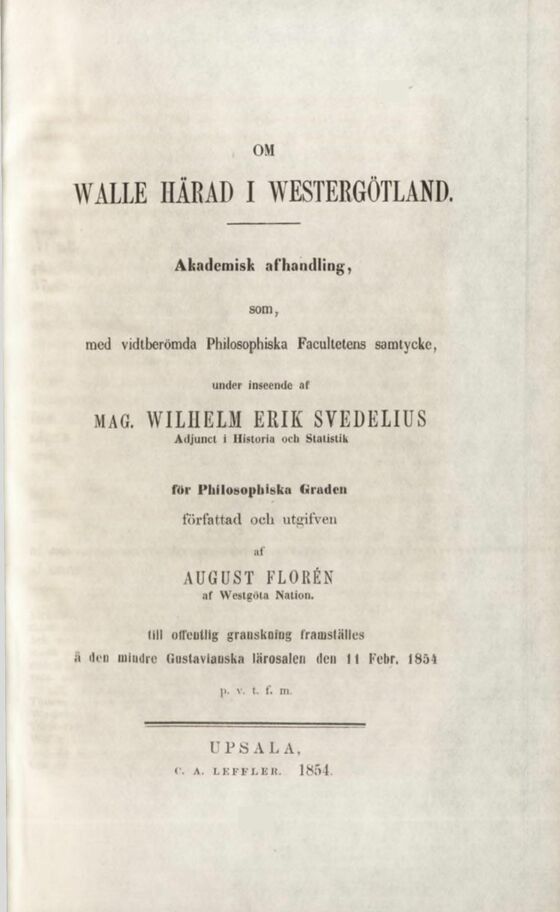 OM
WALLE HÄRAD I WESTERGÖTLAND.
Akademisk afhandling,
som,
med vidtberömda Philosophiska Facultetens samtycke,
under inseende af
MAG. WILHELM ERIK SVEDELIUS
Adjunct i Historia och Statistik
för Philosophiska Graden
författad och utgifven
af
AUGUST FLORÉN
af Westgöta Nation.
till offentlig granskning framställes
å den mindre Gustavianska lärosalen den 11 Febr. 1854
p. v. t. f. m.
UPSALA,
C. A. LEFFLER. 1854.